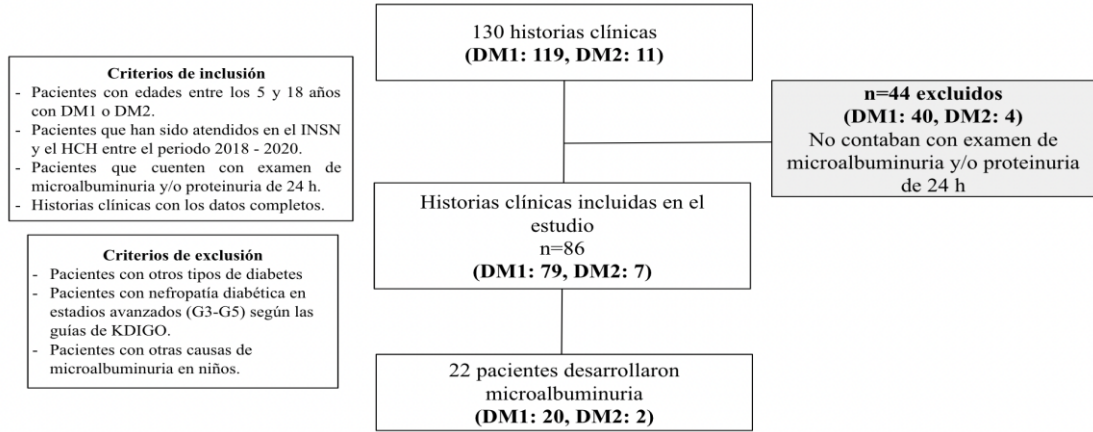 130 historias clínicas
(DM1: 119, DM2: 11)
Criterios de inclusión
- Pacientes con edades entre los 5 y 18 años
con DM1 o DM2.
- Pacientes que han sido atendidos en el INSN
y el HCH entre el periodo 2018 - 2020.
- Pacientes que cuenten con examen de
microalbuminuria y/o proteinuria de 24 h.
- Historias clínicas con los datos completos.
n=44 excluidos
(DM1: 40, DM2: 4)
No contaban con examen de
microalbuminuria y/o proteinuria
de 24 h
Historias clínicas incluidas en el
estudio
n=86
(DM1: 79, DM2: 7)
Criterios de exclusión
- Pacientes con otros tipos de diabetes
- Pacientes con nefropatía diabética en
estadios avanzados (G3-G5) según las
guías de KDIGO.
- Pacientes con otras causas de
microalbuminuria en niños.
22 pacientes desarrollaron
microalbuminuria
(DM1: 20, DM2: 2)